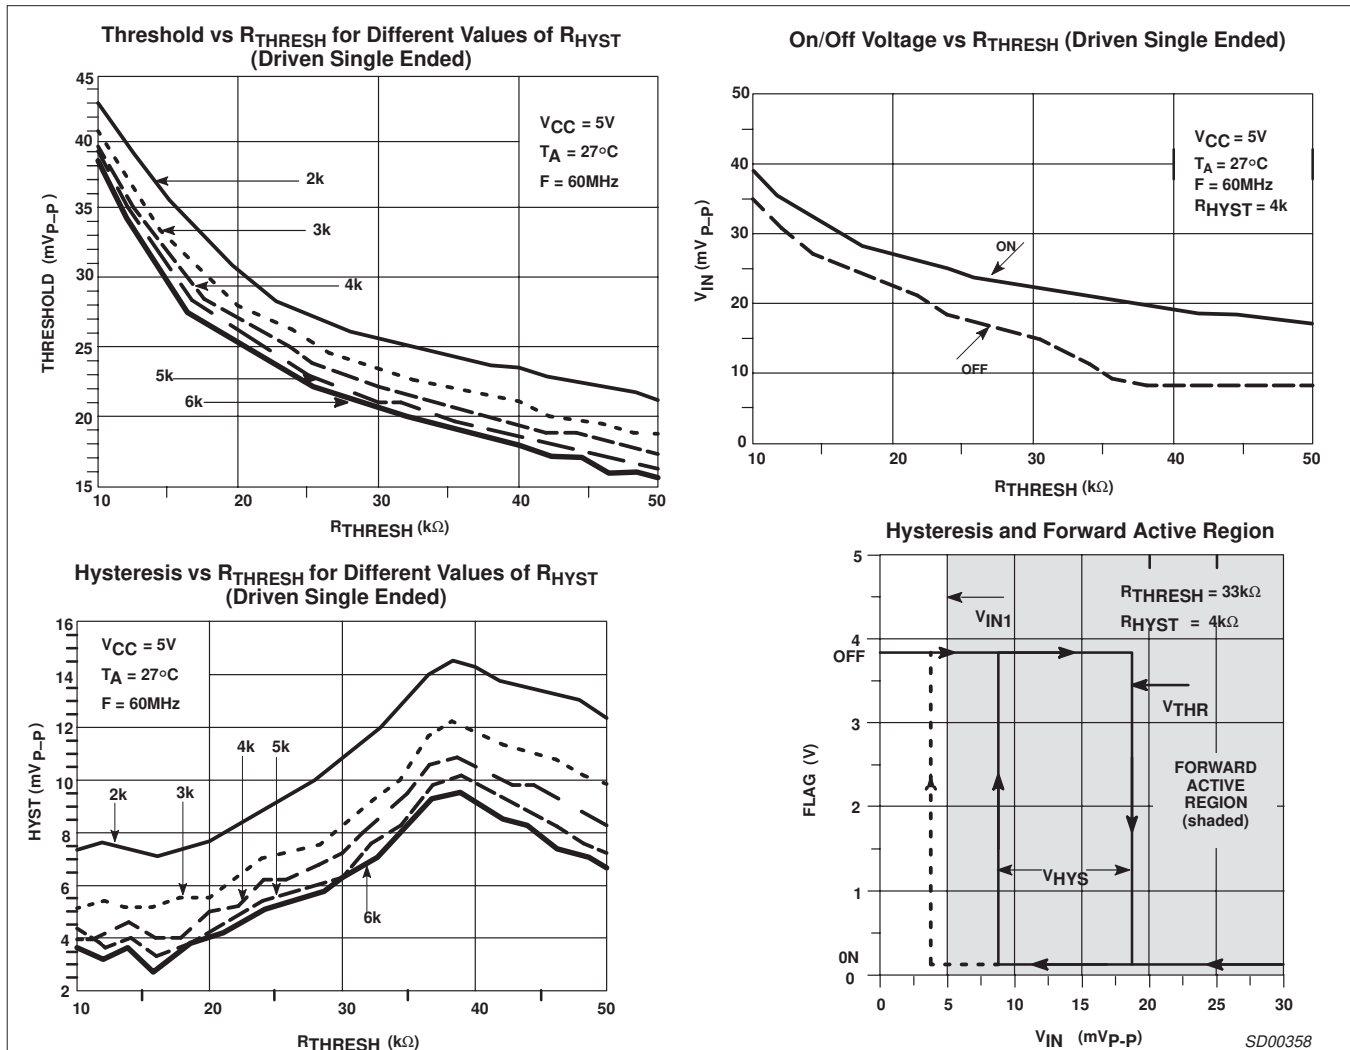 Threshold vs RTHRESH for Different Values of RHYST
(Driven Single Ended)
45
40
35
30
25
20
15
THRESHOLD (mVP–P)
VCC = 5V
TA = 27oC
F = 60MHz
2k
3k
4k
5k
6k
10
20
30
40
50
RTHRESH (kΩ)
On/Off Voltage vs RTHRESH (Driven Single Ended)
50
40
30
20
10
0
VIN (mVP–P)
VCC = 5V
TA = 27oC
F = 60MHz
RHYST = 4k
ON
OFF
10
20
30
40
50
RTHRESH (kΩ)
Hysteresis vs RTHRESH for Different Values of RHYST
(Driven Single Ended)
16
14
12
10
8
6
4
2
HYST (mVP–P)
VCC = 5V
TA = 27oC
F = 60MHz
2k
3k
4k
5k
6k
10
20
30
40
50
RTHRESH (kΩ)
Hysteresis and Forward Active Region
5
4
OFF
3
2
1
0N
0
FLAG (V)
VIN1
RTHRESH = 33kΩ
RHYST = 4kΩ
VTHR
FORWARD
ACTIVE
REGION
(shaded)
VHYS
0
5
10
15
20
25
30
VIN (mVP-P)
SD00358